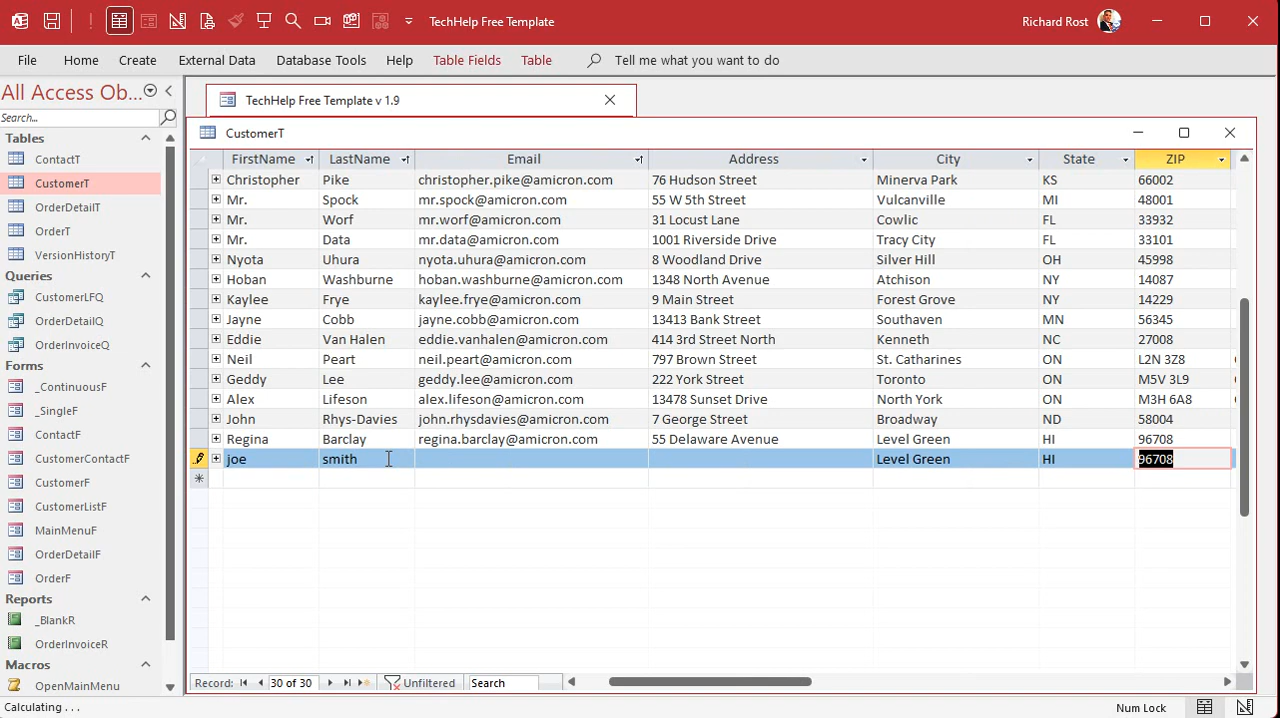 TechHelp Free Template
Richard Rost
File Home Create External Data Database Tools Help Table Fields Table Tell me what you want to do
All Access Ob...
Search...
Tables
ContactT
CustomerT
OrderDetailT
OrderT
VersionHistoryT
Queries
CustomerLFQ
OrderDetailQ
OrderInvoiceQ
Forms
_ContinuousF
_SingleF
ContactF
CustomerContactF
CustomerF
CustomerListF
MainMenuF
OrderDetailF
OrderF
Reports
_BlankR
OrderInvoiceR
Macros
OpenMainMenu
TechHelp Free Template v 1.9
CustomerT
FirstName LastName Email Address City State ZIP
Christopher Pike christopher.pike@amicron.com 76 Hudson Street Minerva Park KS 66002
Mr. Spock mr.spock@amicron.com 55 W 5th Street Vulcanville MI 48001
Mr. Worf mr.worf@amicron.com 31 Locust Lane Cowlic FL 33932
Mr. Data mr.data@amicron.com 1001 Riverside Drive Tracy City FL 33101
Nyota Uhura nyota.uhura@amicron.com 8 Woodland Drive Silver Hill OH 45998
Hoban Washburne hoban.washburne@amicron.com 1348 North Avenue Atchison NY 14087
Kaylee Frye kaylee.frye@amicron.com 9 Main Street Forest Grove NY 14229
Jayne Cobb jayne.cobb@amicron.com 13413 Bank Street Southaven MN 56345
Eddie Van Halen eddie.vanhalen@amicron.com 414 3rd Street North Kenneth NC 27008
Neil Peart neil.peart@amicron.com 797 Brown Street St. Catharines ON L2N 3Z8
Geddy Lee geddy.lee@amicron.com 222 York Street Toronto ON M5V 3L9
Alex Lifeson alex.lifeson@amicron.com 13478 Sunset Drive North York ON M3H 6A8
John Rhys-Davies john.rhysdavies@amicron.com 7 George Street Broadway ND 58004
Regina Barclay regina.barclay@amicron.com 55 Delaware Avenue Level Green HI 96708
joe smith Level Green HI 96708
Record: 30 of 30 Unfiltered Search
Calculating . . .
Num Lock